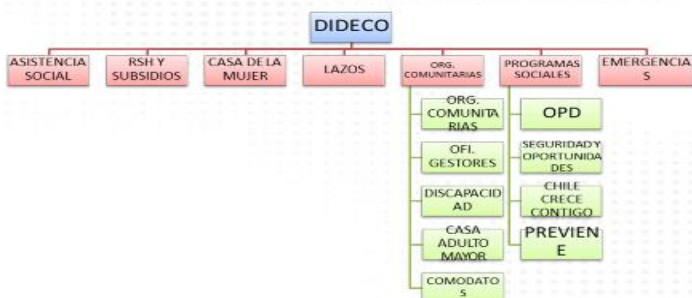 DIDECO
ASISTENCIA
SOCIAL
RSH Y
SUBSIDIOS
CASA DE LA
MUJER
LAZOS
ORG.
COMUNITARIAS
PROGRAMAS
SOCIALES
EMERGENCIA
S
ORG.
COMUNITA
RIAS
OFI.
GESTORES
DISCAPACID
AD
CASA
ADULTO
MAYOR
COMODATO
S
OPD
SEGURIDAD Y
OPORTUNIDA
DES
CHILE
CRECE
CONTIGO
PREVIEN
E